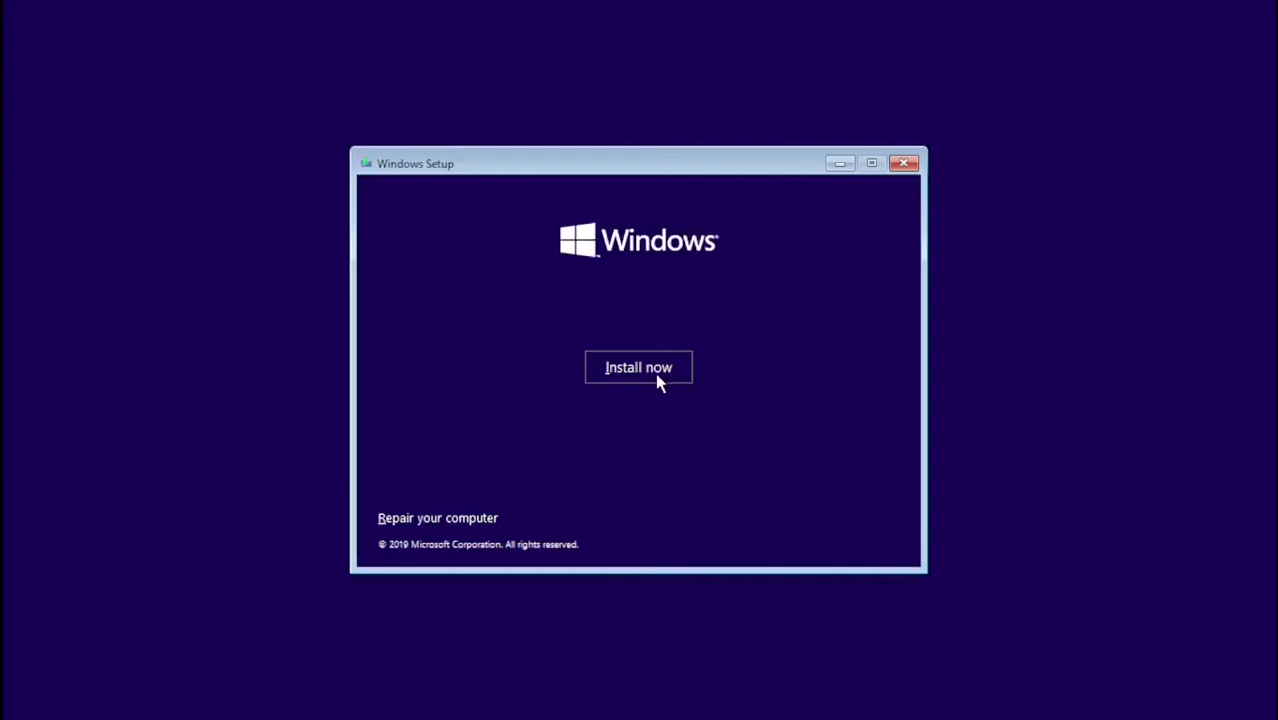 Windows Setup
Windows
Install now
Repair your computer
© 2019 Microsoft Corporation. All rights reserved.